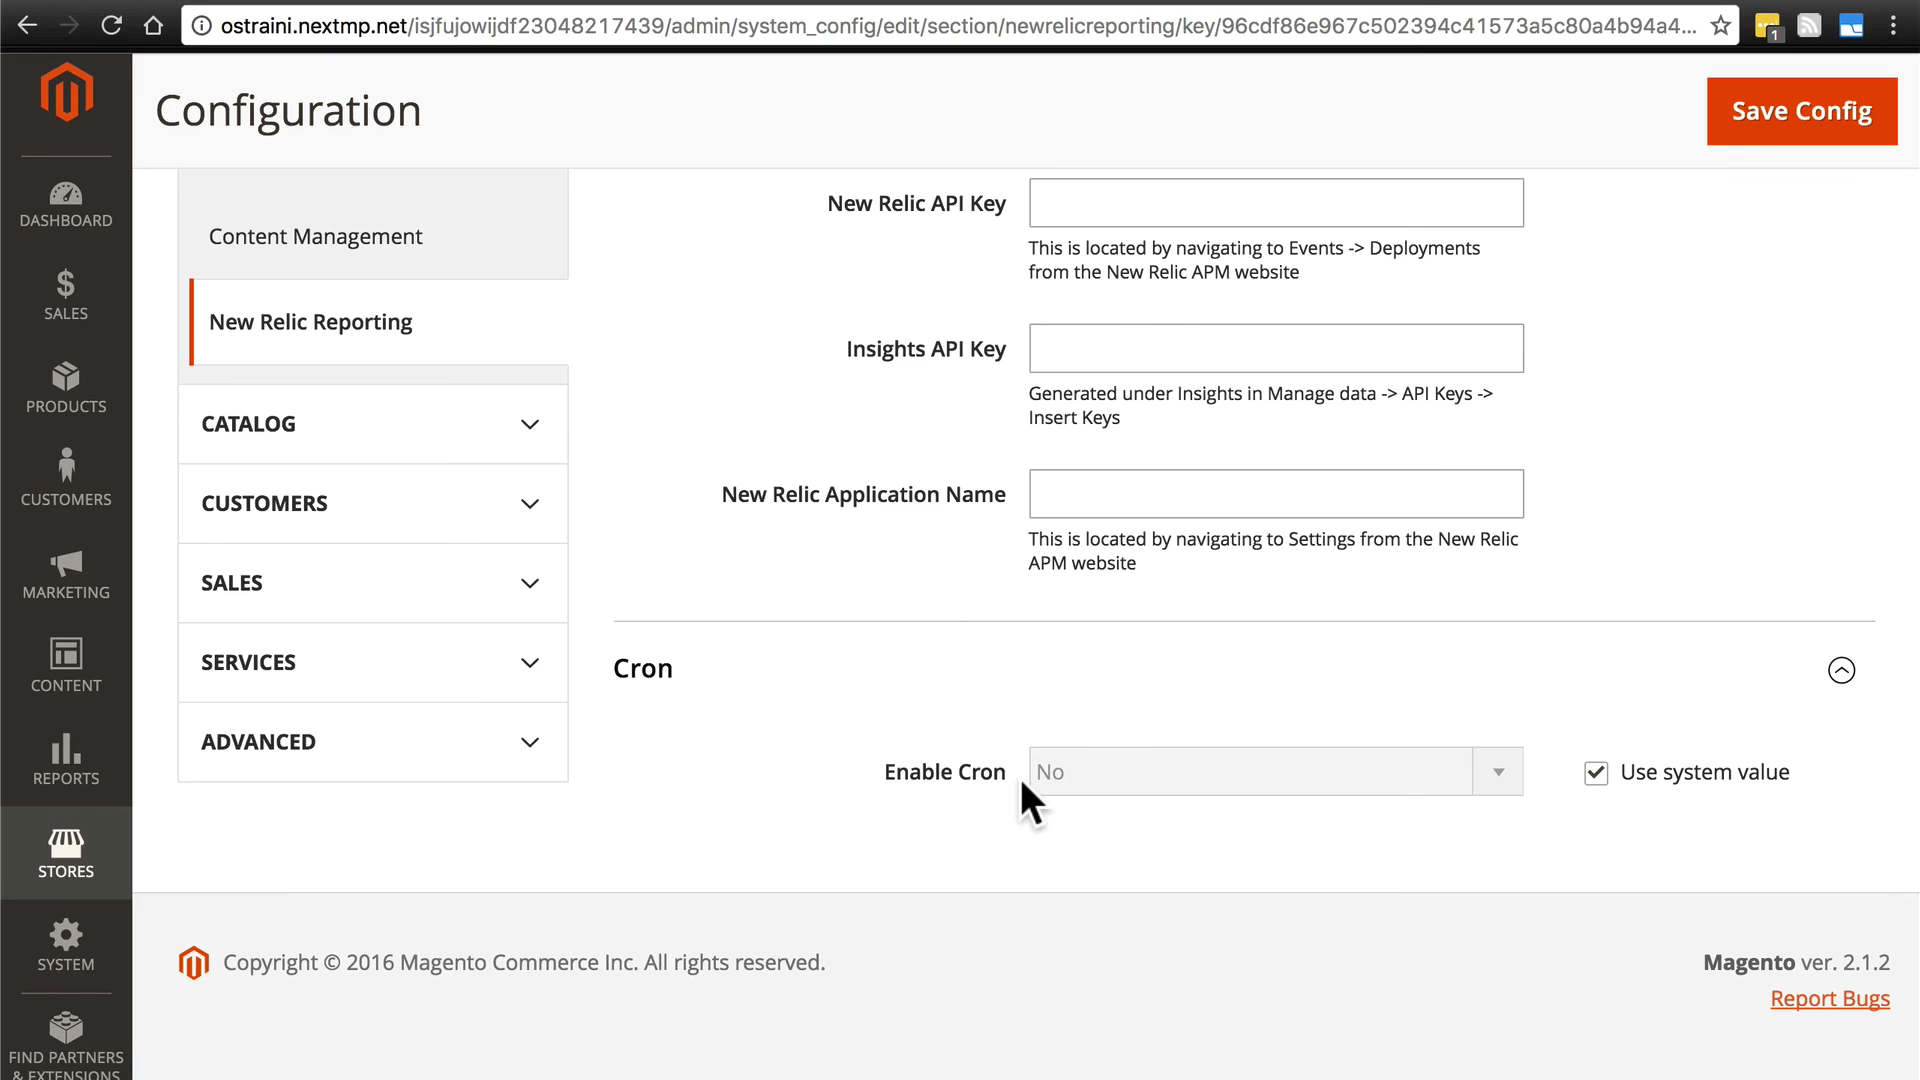 ostraini.nextmp.net/isjfujowijdf23048217439/admin/system_config/edit/section/newrelicreporting/key/96cdf86e967c502394c41573a5c80a4b94a4...
1
Configuration
Save Config
DASHBOARD
SALES
PRODUCTS
CUSTOMERS
MARKETING
CONTENT
REPORTS
STORES
SYSTEM
FIND PARTNERS
& EXTENSIONS
Content Management
New Relic Reporting
CATALOG
CUSTOMERS
SALES
SERVICES
ADVANCED
New Relic API Key
This is located by navigating to Events -> Deployments
from the New Relic APM website
Insights API Key
Generated under Insights in Manage data -> API Keys ->
Insert Keys
New Relic Application Name
This is located by navigating to Settings from the New Relic
APM website
Cron
Enable Cron
No
Use system value
Copyright © 2016 Magento Commerce Inc. All rights reserved.
Magento ver. 2.1.2
Report Bugs